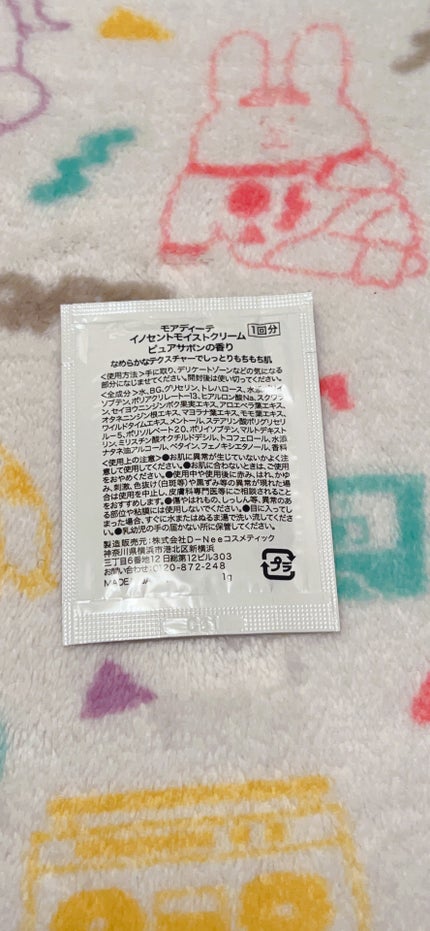 モアディーテ
イノセントモイストクリーム 1回分
ピュアサボンの香り
なめらかなテクスチャーでしっとりもちもち肌
<使用方法>手に取り、デリケートゾーンなどの気になる
部分になじませてください。開封後は使い切ってください。
<全成分>水、BG、グリセリン、トレハロース、水添
ソプテン、ポリアクリレート-13、ヒアルロン酸Na、スクワ
ン、セイヨウニンジンボク果実エキス、アロエベラ葉エキス、
オタネニンジン根エキス、マヨラナ葉エキス、モモ葉エキス、
ワイルドタイムエキス、メントール、ステアリン酸ポリグリセリ
ル-5、ポリソルベート20、ポリイソブテン、マルトデキスト
リン、ミリスチン酸オクチルドデシル、トコフェロール、水添
ナタネ油アルコール、ベタイン、フェノキシエタノール、香料
<使用上の注意>●お肌に異常が生じていないかよく注
意して使用してください。●お肌に合わないときは、ご使用
をおやめください。●使用中や使用後に赤み、はれ、かゆ
み、刺激、色抜け(白斑等)や黒ずみ等の異常が現れた場
合は使用を中止し、皮膚科専門医等にご相談されること
をおすすめします。●傷やはれもの、しっしん等、異常のあ
る部位や粘膜には使用しないでください。●目に入ってし
まった場合、すぐに水またはぬるま湯で洗い流してくださ
い。●乳幼児の手の届かない所に保管してください。
製造販売元:株式会社D-Neeコスメティック
神奈川県横浜市港北区新横浜
三丁目6番地12 日総第12ビル303
お問い合わせ:0120-872-248
MADE 1g
プラ